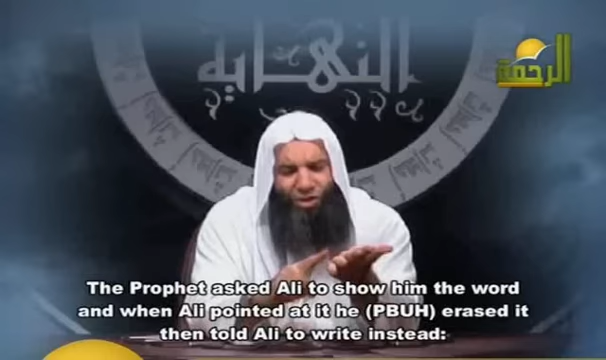 النهاية
الرحمة
The Prophet asked Ali to show him the word
and when Ali pointed at it he (PBUH) erased it
then told Ali to write instead: